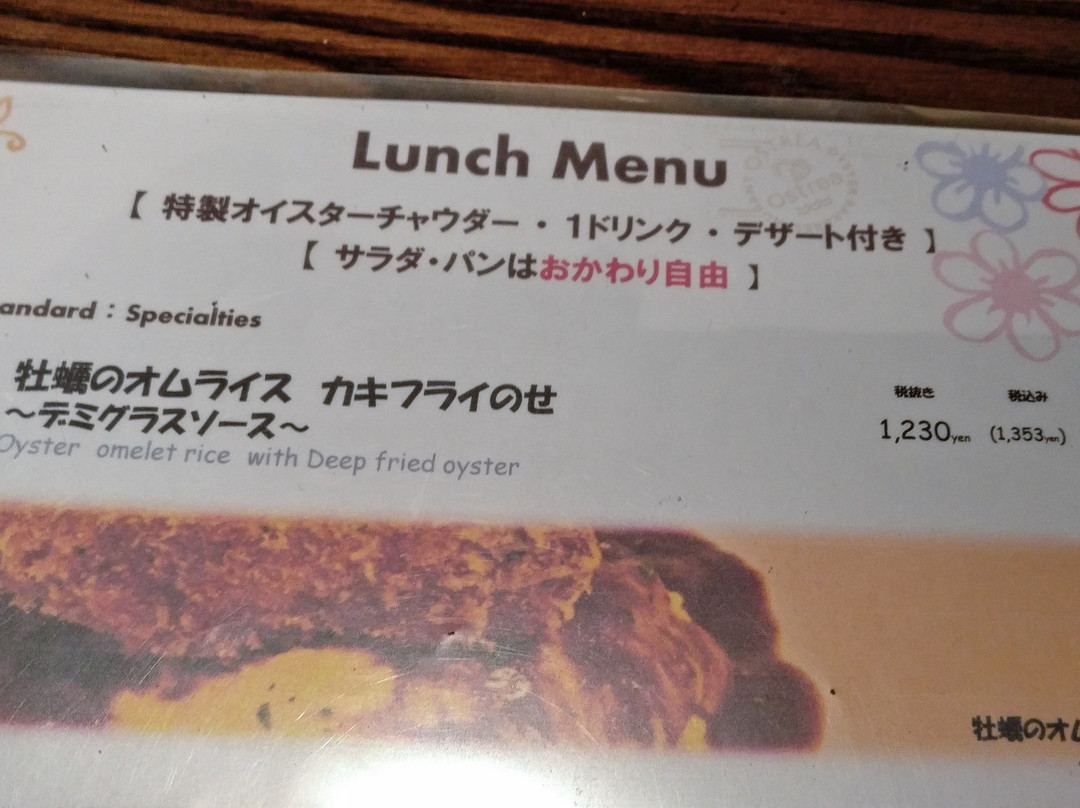 Lunch Menu
【 特製オイスターチャウダー ・ 1ドリンク ・ デザート付き 】
【 サラダ・パンはおかわり自由 】
andard : Specialties
牡蠣のオムライス カキフライのせ
～デミグラスソース～
Oyster omelet rice with Deep fried oyster
税抜き 税込み
1,230yen (1,353yen)
OSTREA
Ostrea
牡蠣のオム